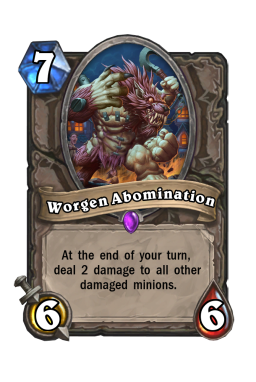 7
Worgen Abomination
At the end of your turn,
deal 2 damage to all other
damaged minions.
6 6